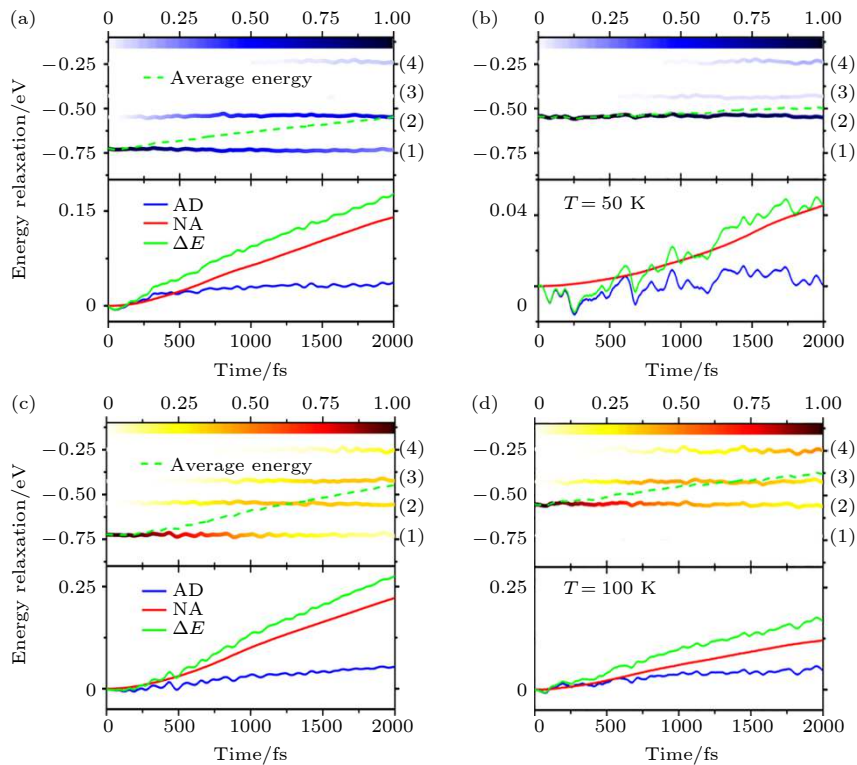 (a)
0 0.25 0.50 0.75 1.00
−0.25
−0.50
−0.75
Average energy
(4)
(3)
(2)
(1)
Energy relaxation/eV
0.15
0
AD
NA
ΔE
0 500 1000 1500 2000
Time/fs
(b)
0 0.25 0.50 0.75 1.00
−0.25
−0.50
−0.75
(4)
(3)
(2)
(1)
T = 50 K
0.04
0
0 500 1000 1500 2000
Time/fs
(c)
0 0.25 0.50 0.75 1.00
−0.25
−0.50
−0.75
Average energy
(4)
(3)
(2)
(1)
Energy relaxation/eV
0.25
0
AD
NA
ΔE
0 500 1000 1500 2000
Time/fs
(d)
0 0.25 0.50 0.75 1.00
−0.25
−0.50
−0.75
(4)
(3)
(2)
(1)
T = 100 K
0.25
0
0 500 1000 1500 2000
Time/fs